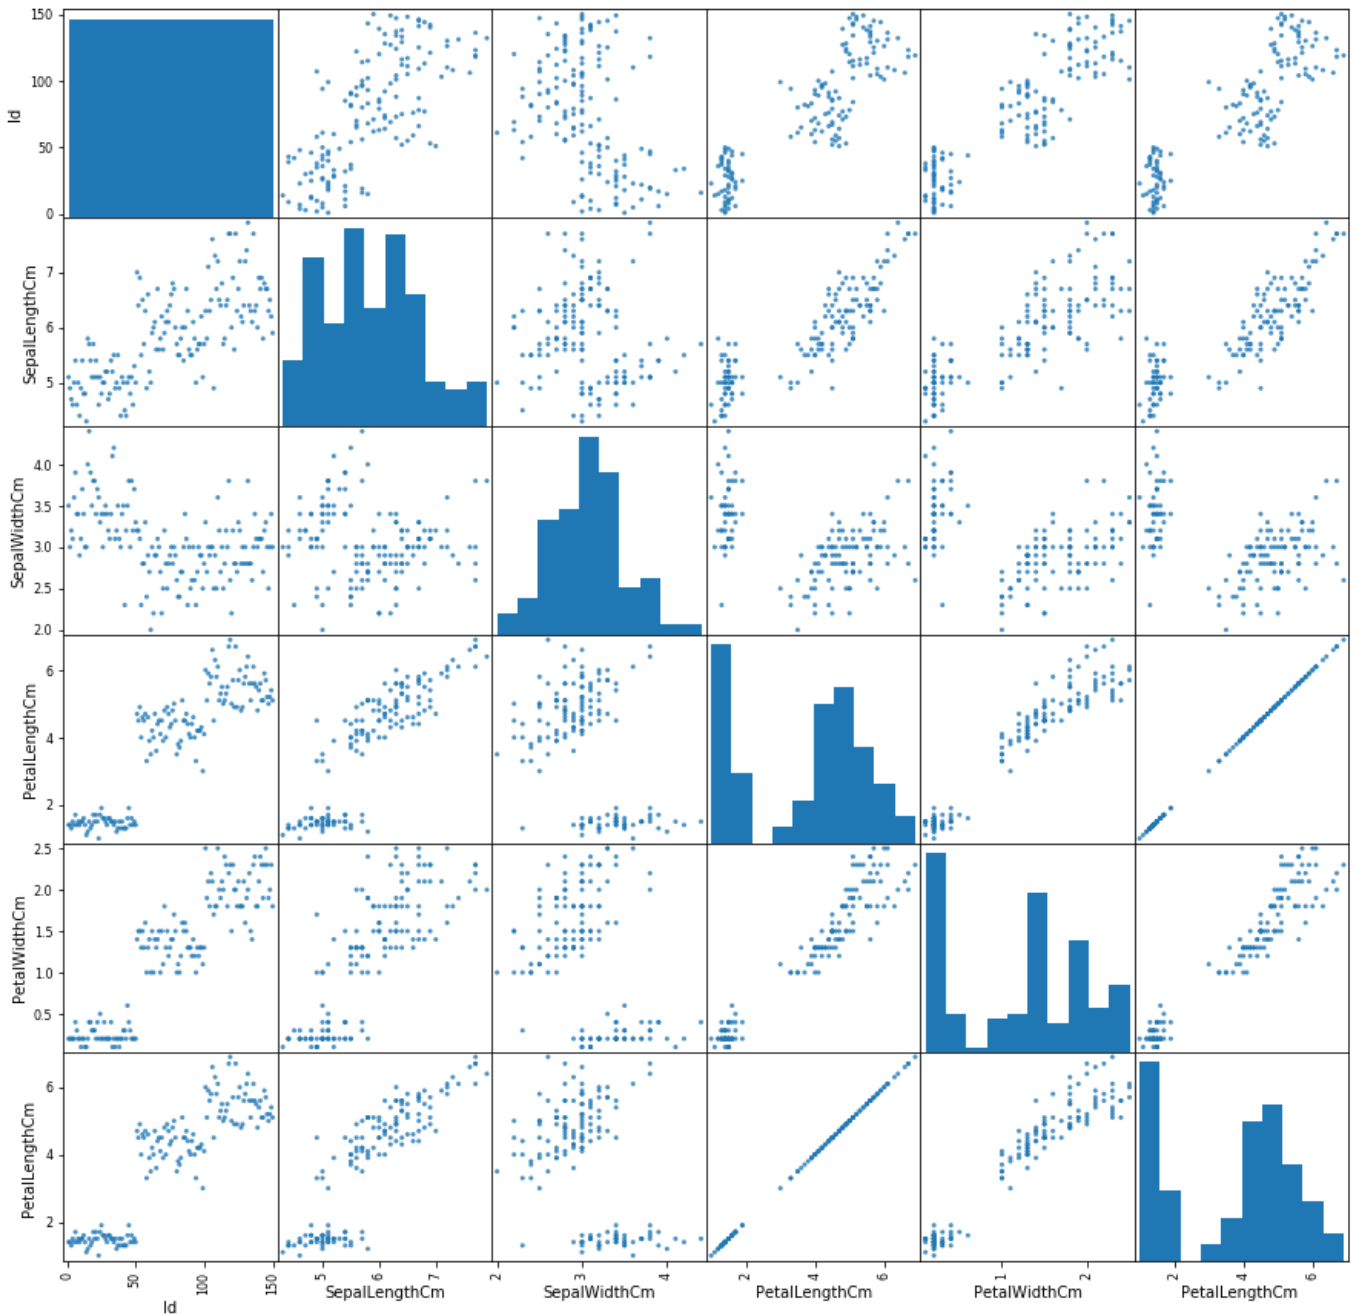 150
100
50
0
Id
7
6
5
SepalLengthCm
4.0
3.5
3.0
2.5
2.0
SepalWidthCm
6
4
2
PetalLengthCm
2.5
2.0
1.5
1.0
0.5
PetalWidthCm
6
4
2
PetalLengthCm
0 50 100 150 5 6 7 2 3 4 2 4 6 1 2 2 4 6
Id SepalLengthCm SepalWidthCm PetalLengthCm PetalWidthCm PetalLengthCm